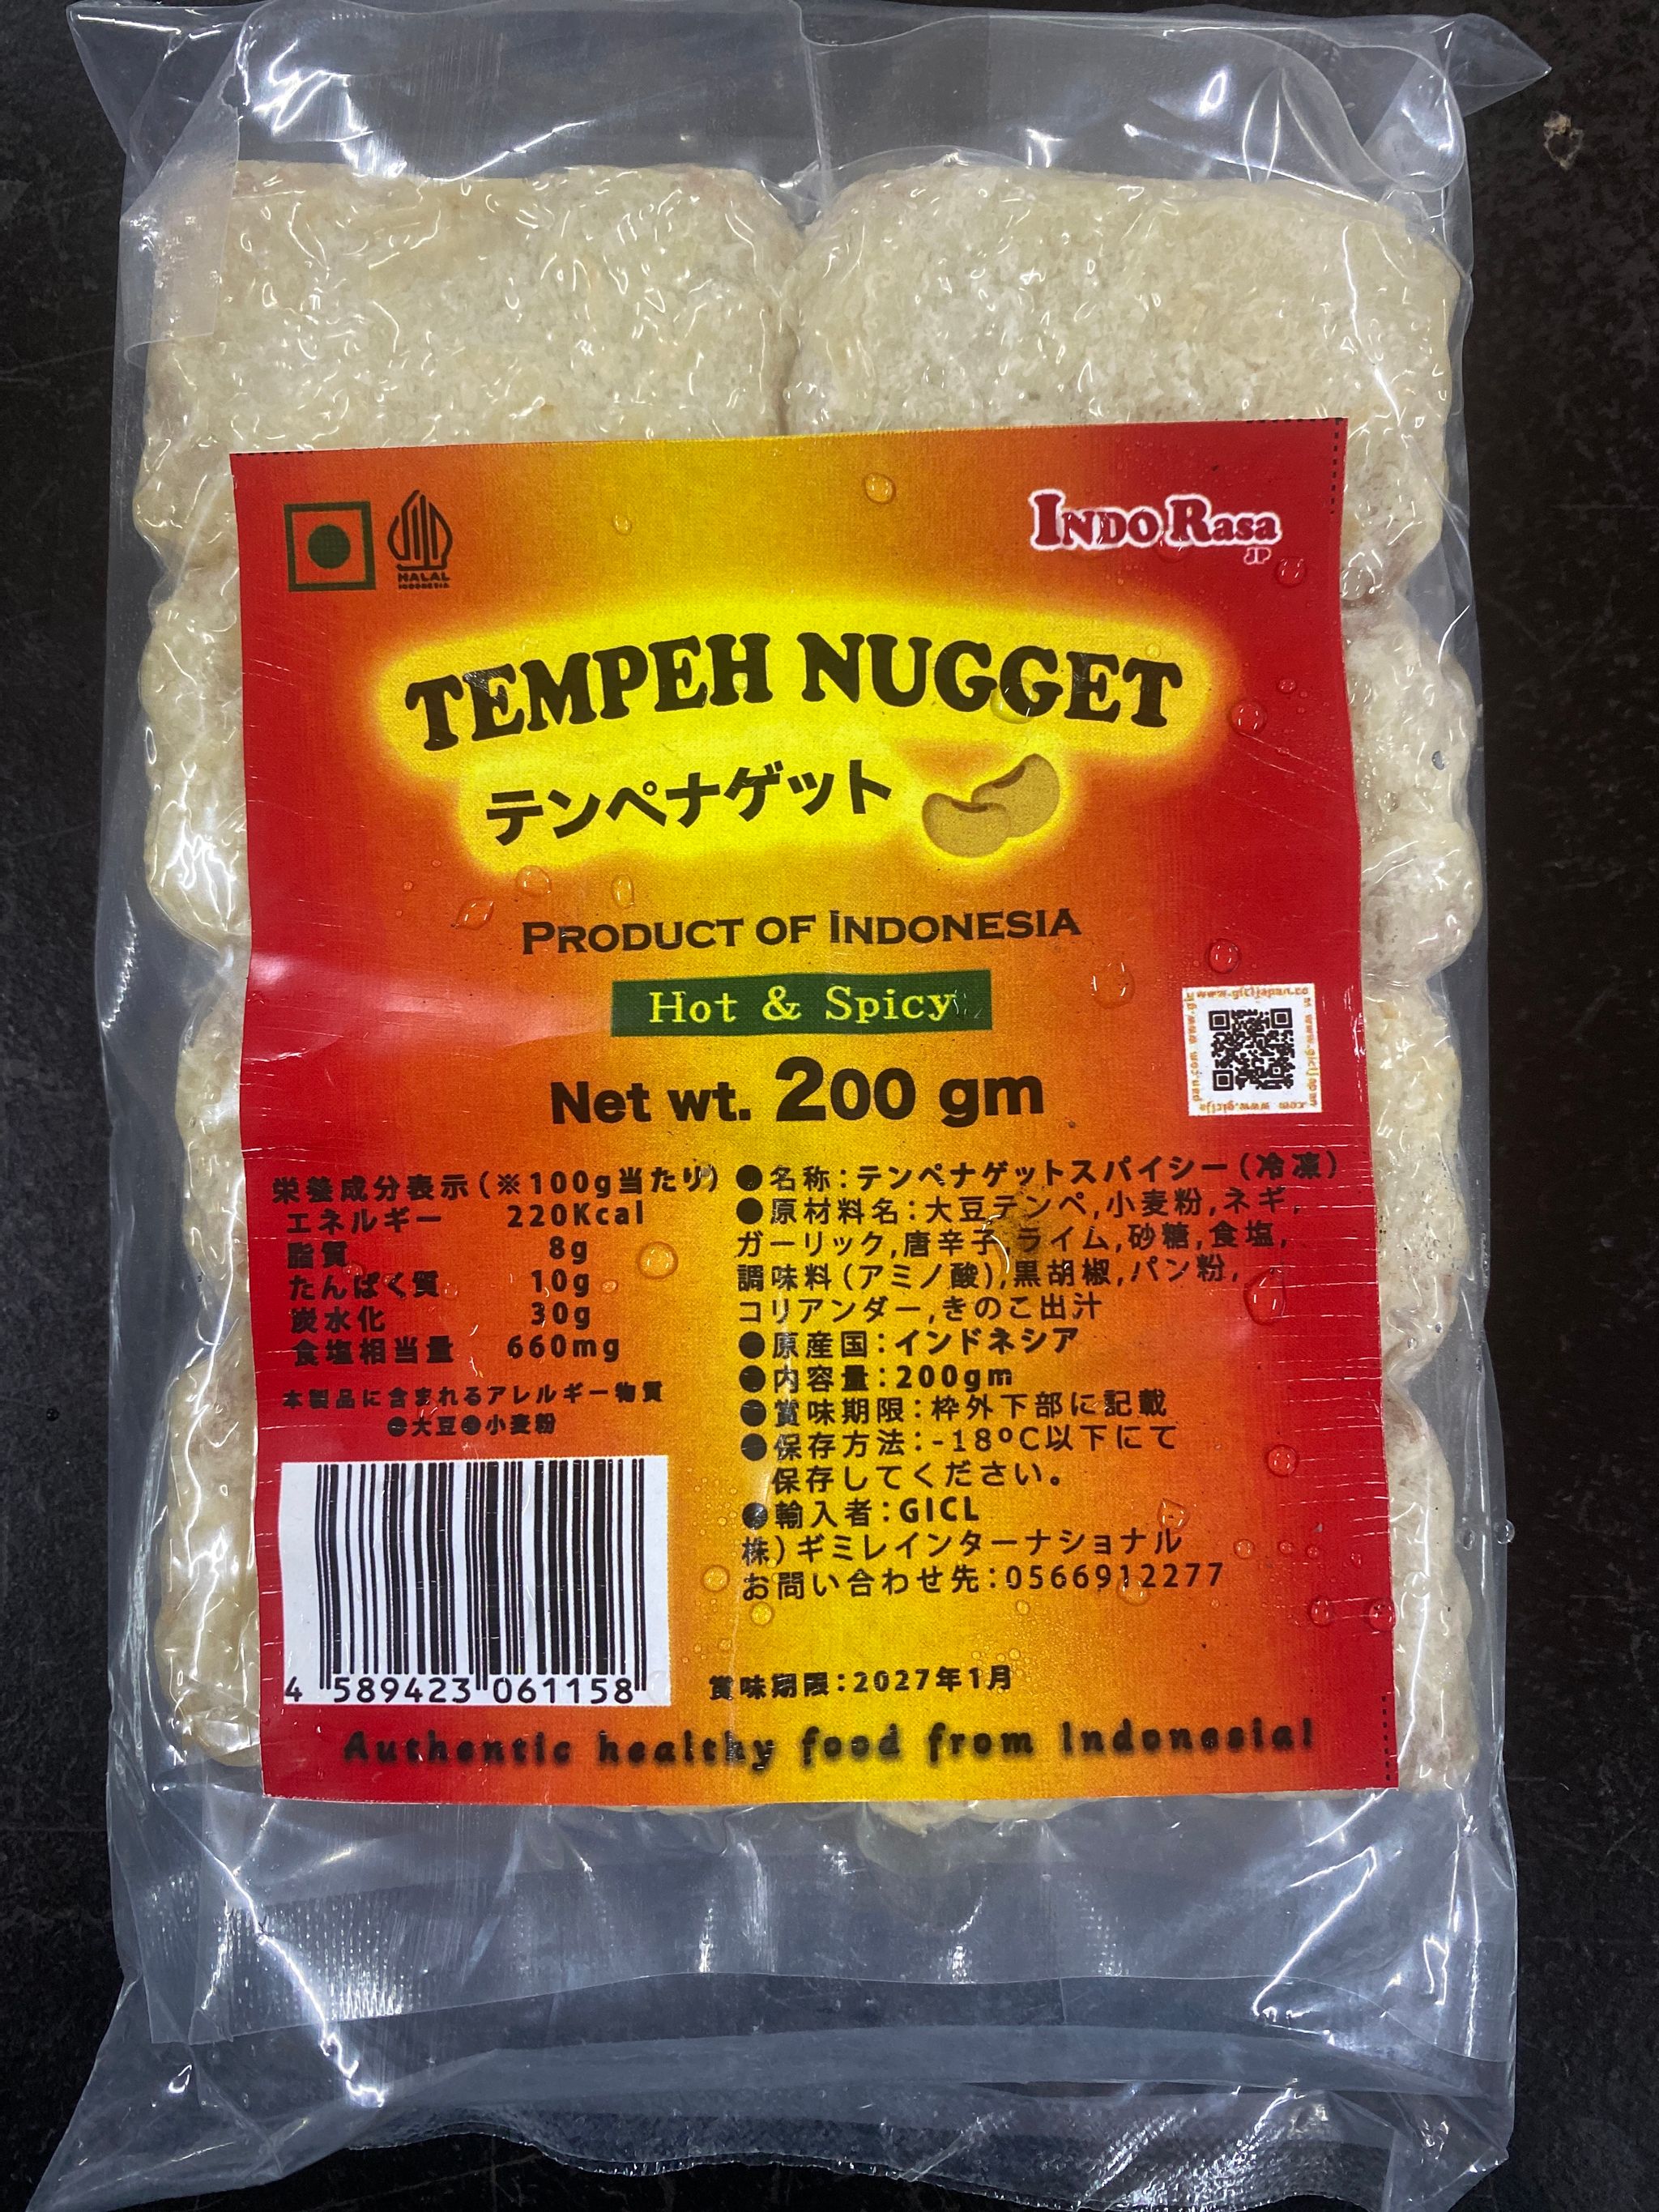 HALAL
INDONESIA
INDO Rasa
JP
TEMPEH NUGGET
テンペナゲット
PRODUCT OF INDONESIA
Hot & Spicy
Net wt. 200 gm
www.giciljapan.co
栄養成分表示(※100g当たり)
エネルギー 220Kcal
脂質 8g
たんぱく質 10g
炭水化 30g
食塩相当量 660mg
本製品に含まれるアレルギー物質
●大豆●小麦粉
4 589423 061158
●名称:テンペナゲットスパイシー(冷凍)
●原材料名:大豆テンペ,小麦粉,ネギ,
ガーリック,唐辛子,ライム,砂糖,食塩,
調味料(アミノ酸),黒胡椒,パン粉,
コリアンダー,きのこ出汁
●原産国:インドネシア
●内容量:200gm
●賞味期限:枠外下部に記載
●保存方法:-18°C以下にて
保存してください。
●輸入者:GICL
株)ギミレインターナショナル
お問い合わせ先:0566912277
賞味期限:2027年1月
Authentic healthy food from Indonesia!